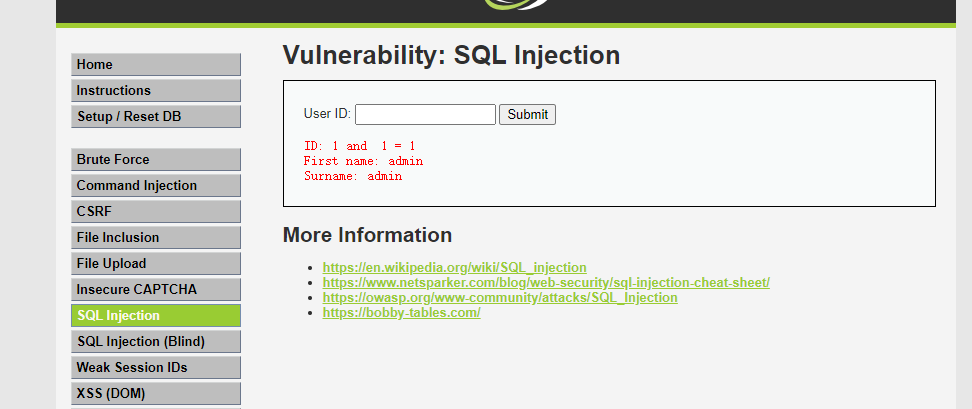 Home
Instructions
Setup / Reset DB
Brute Force
Command Injection
CSRF
File Inclusion
File Upload
Insecure CAPTCHA
SQL Injection
SQL Injection (Blind)
Weak Session IDs
XSS (DOM)
Vulnerability: SQL Injection
User ID: Submit
ID: 1 and  1 = 1
First name: admin
Surname: admin
More Information
https://en.wikipedia.org/wiki/SQL_injection
https://www.netsparker.com/blog/web-security/sql-injection-cheat-sheet/
https://owasp.org/www-community/attacks/SQL_Injection
https://bobby-tables.com/